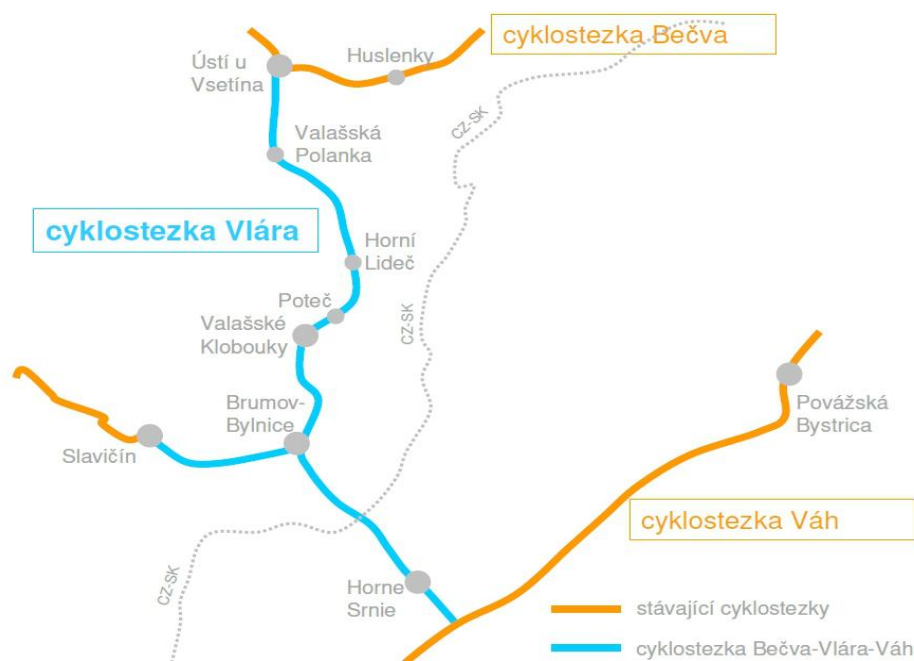 cyklostezka Bečva
Ústí u
Vsetína
Huslenky
CZ-SK
Valašská
Polanka
cyklostezka Vlára
Horní
Lideč
Poteč
CZ-SK
Valašské
Klobouky
Brumov-
Bylnice
Slavičín
Považská
Bystrica
cyklostezka Váh
CZ-SK
Horne
Srnie
stávající cyklostezky
cyklostezka Bečva-Vlára-Váh